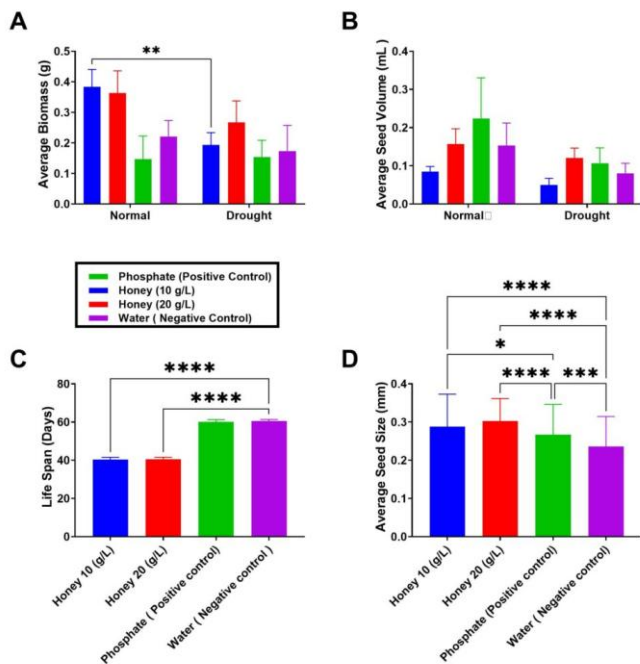 A
Average Biomass (g)
0.5
0.4
0.3
0.2
0.1
0.0
**
Normal
Drought
B
Average Seed Volume (mL )
0.4
0.3
0.2
0.1
0.0
Normal□
Drought
Phosphate (Positive Control)
Honey (10 g/L)
Honey (20 g/L)
Water ( Negative Control)
C
Life Span (Days)
80
60
40
20
0
****
****
Honey 10 (g/L)
Honey 20 (g/L)
Phosphate ( Positive control)
Water ( Negative control )
D
Average Seed Size (mm)
0.4
0.3
0.2
0.1
0.0
****
****
*
****
***
Honey 10 (g/L)
Honey 20 (g/L)
Phosphate (Positive control)
Water ( Negative control)